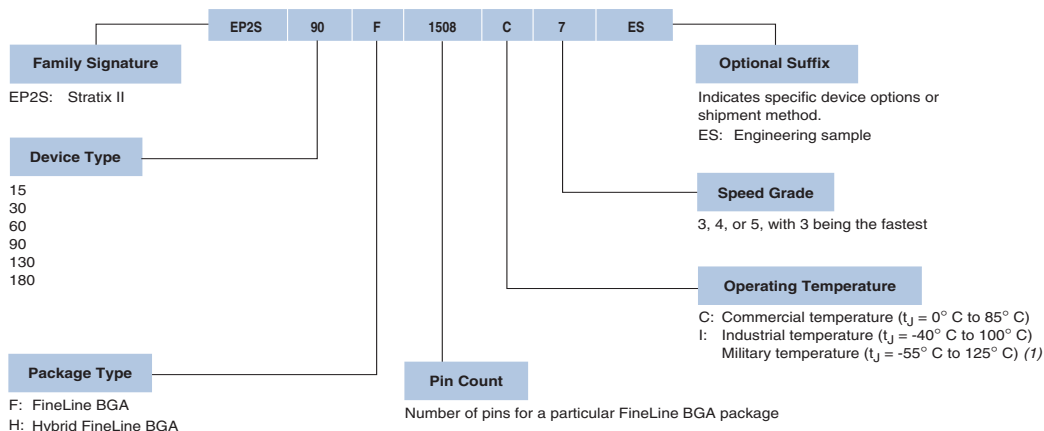 EP2S 90 F 1508 C 7 ES
Family Signature
EP2S: Stratix II
Device Type
15
30
60
90
130
180
Package Type
F: FineLine BGA
H: Hybrid FineLine BGA
Pin Count
Number of pins for a particular FineLine BGA package
Optional Suffix
Indicates specific device options or
shipment method.
ES: Engineering sample
Speed Grade
3, 4, or 5, with 3 being the fastest
Operating Temperature
C: Commercial temperature (tJ = 0° C to 85° C)
I: Industrial temperature (tJ = -40° C to 100° C)
Military temperature (tJ = -55° C to 125° C) (1)